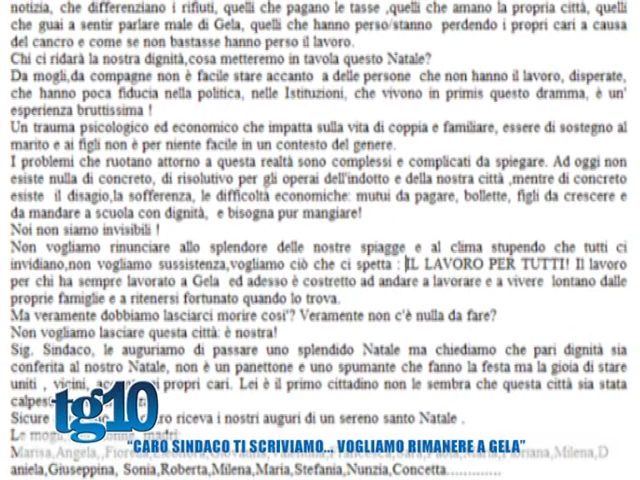 notizia, che differenziano i rifiuti, quelli che pagano le tasse ,quelli che amano la propria città, quelli
che guai a sentir parlare male di Gela, quelli che hanno perso/stanno perdendo i propri cari a causa
del cancro e come se non bastasse hanno perso il lavoro.
Chi ci ridarà la nostra dignità,cosa metteremo in tavola questo Natale?
Da mogli,da compagne non è facile stare accanto a delle persone che non hanno il lavoro, disperate,
che hanno poca fiducia nella politica, nelle Istituzioni, che vivono in primis questo dramma, è un'
esperienza bruttissima !
Un trauma psicologico ed economico che impatta sulla vita di coppia e familiare, essere di sostegno al
marito e ai figli non è per niente facile in un contesto del genere.
I problemi che ruotano attorno a questa realtà sono complessi e complicati da spiegare. Ad oggi non
esiste nulla di concreto, di risolutivo per gli operai dell'indotto e della nostra città ,mentre di concreto
esiste il disagio,la sofferenza, le difficoltà economiche: mutui da pagare, bollette, figli da crescere e
da mandare a scuola con dignità, e bisogna pur mangiare!
Noi non siamo invisibili !
Non vogliamo rinunciare allo splendore delle nostre spiagge e al clima stupendo che tutti ci
invidiano,non vogliamo sussistenza,vogliamo ciò che ci spetta : IL LAVORO PER TUTTI! Il lavoro
per chi ha sempre lavorato a Gela ed adesso è costretto ad andare a lavorare e a vivere lontano dalle
proprie famiglie e a ritenersi fortunato quando lo trova.
Ma veramente dobbiamo lasciarci morire cosi'? Veramente non c'è nulla da fare?
Non vogliamo lasciare questa città: è nostra!
Sig. Sindaco, le auguriamo di passare uno splendido Natale ma chiediamo che pari dignità sia
conferita al nostro Natale, non è un panettone e uno spumante che fanno la festa ma la gioia di stare
uniti , vicini, propri cari. Lei è il primo cittadino non le sembra che questa città sia stata
Sicure riceva i nostri auguri di un sereno santo Natale .
tg10
Le
"CARO SINDACO TI SCRIVIAMO... VOGLIAMO RIMANERE A GELA"
Marisa,Angela,
aniela,Giuseppina, Sonia,Roberta,Milena,Maria,Stefania,Nunzia,Concetta.............